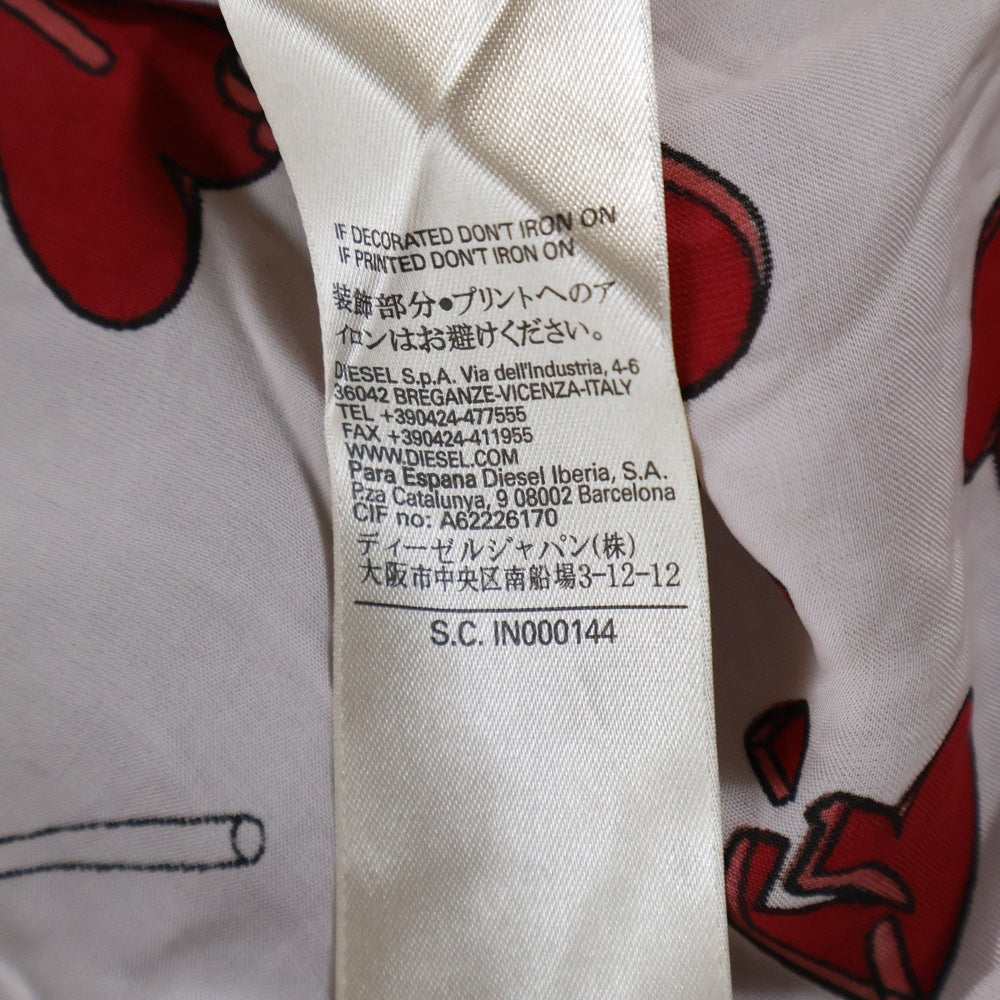 IF DECORATED DON'T IRON ON
IF PRINTED DON'T IRON ON
装飾部分●プリントへのア
イロンはお避けください。
DIESEL S.p.A. Via dell'Industria, 4-6
36042 BREGANZE-VICENZA-ITALY
TEL +390424-477555
FAX +390424-411955
WWW.DIESEL.COM
Para Espana Diesel Iberia, S.A.
P.za Catalunya, 9 08002 Barcelona
CIF no: A62226170
ディーゼルジャパン(株)
大阪市中央区南船場3-12-12
S.C. IN000144